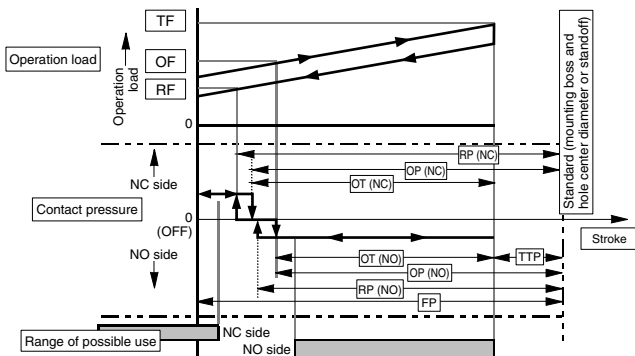 TF
Operation load
OF
Operation load
RF
0
Standard (mounting boss and
hole center diameter or standoff)
RP (NC)
OP (NC)
OT (NC)
NC side
Contact pressure
0
(OFF)
Stroke
NO side
OT (NO)
TTP
OP (NO)
RP (NO)
FP
Range of possible use
NC side
NO side